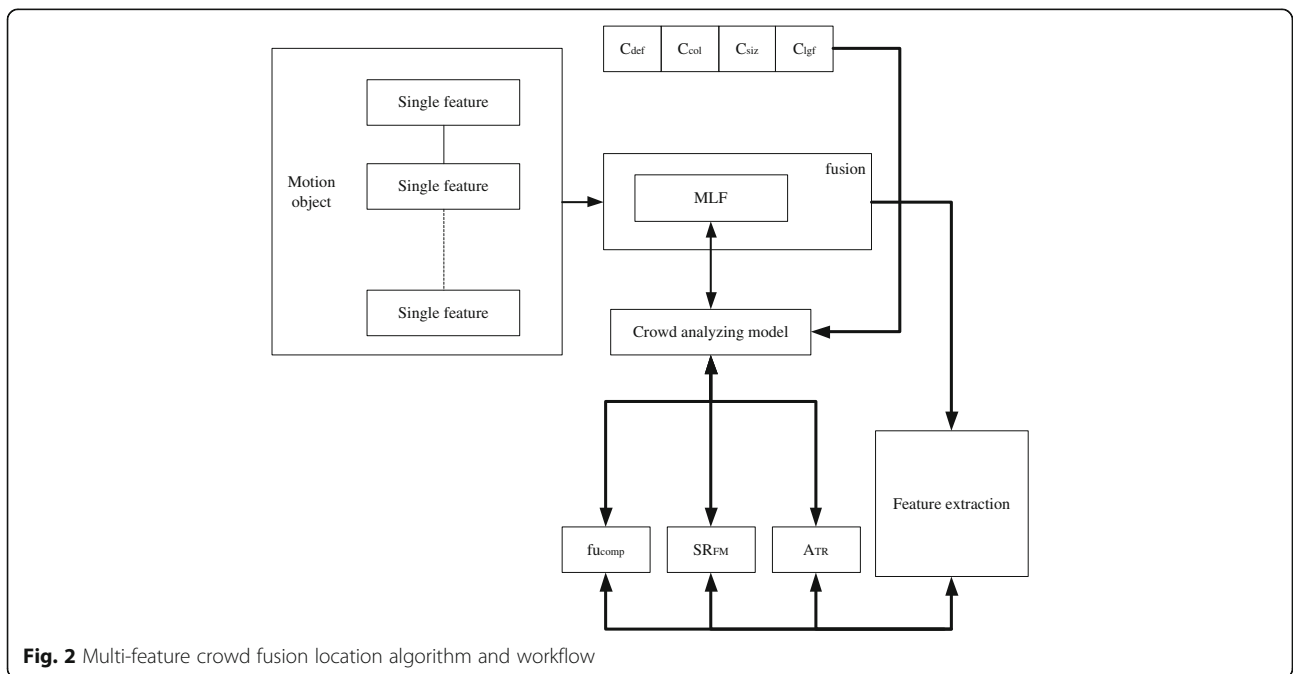 Cdef Ccol Csiz Clgf
Single feature
Single feature
Motion
object
Single feature
fusion
MLF
Crowd analyzing model
Feature extraction
fucomp SRFM ATR
Fig. 2 Multi-feature crowd fusion location algorithm and workflow